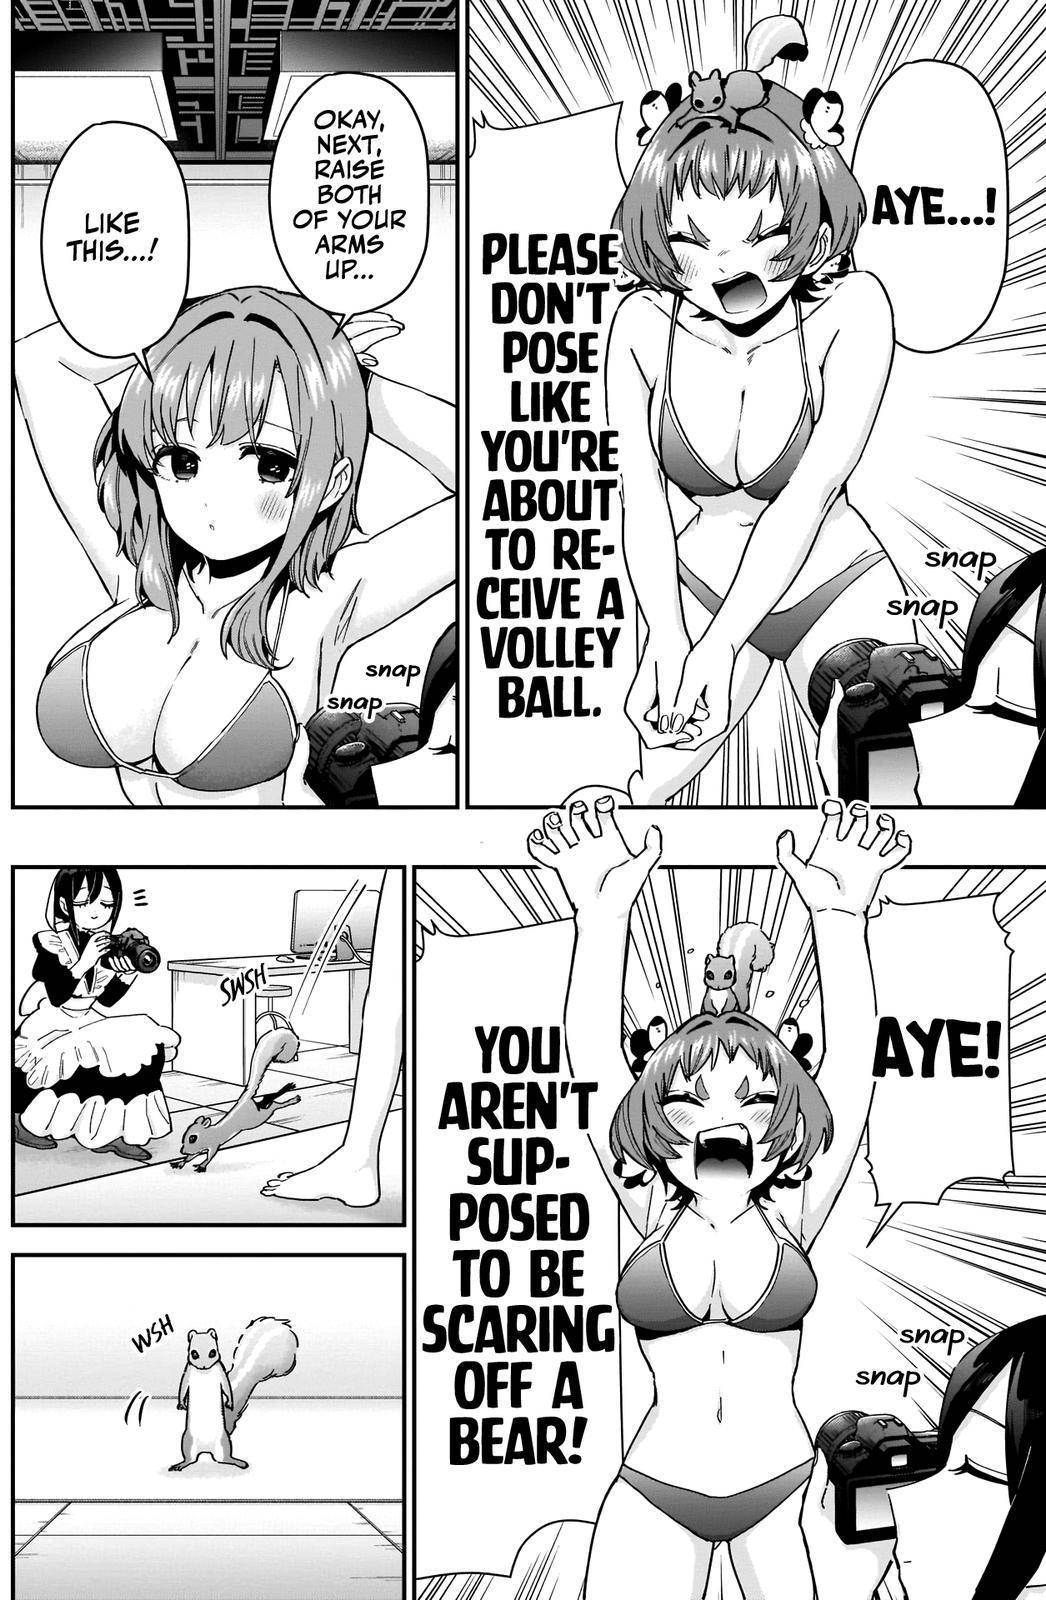 AYE...!
PLEASE
DON'T
POSE
LIKE
YOU'RE
ABOUT
TO RE-
CEIVE A
VOLLEY
BALL.
snap
snap
OKAY,
NEXT,
RAISE
BOTH
OF YOUR
ARMS
UP...
LIKE
THIS...!
snap
snap
AYE!
YOU
AREN'T
SUP-
POSED
TO BE
SCARING
OFF A
BEAR!
snap
snap
SWSH
WSH